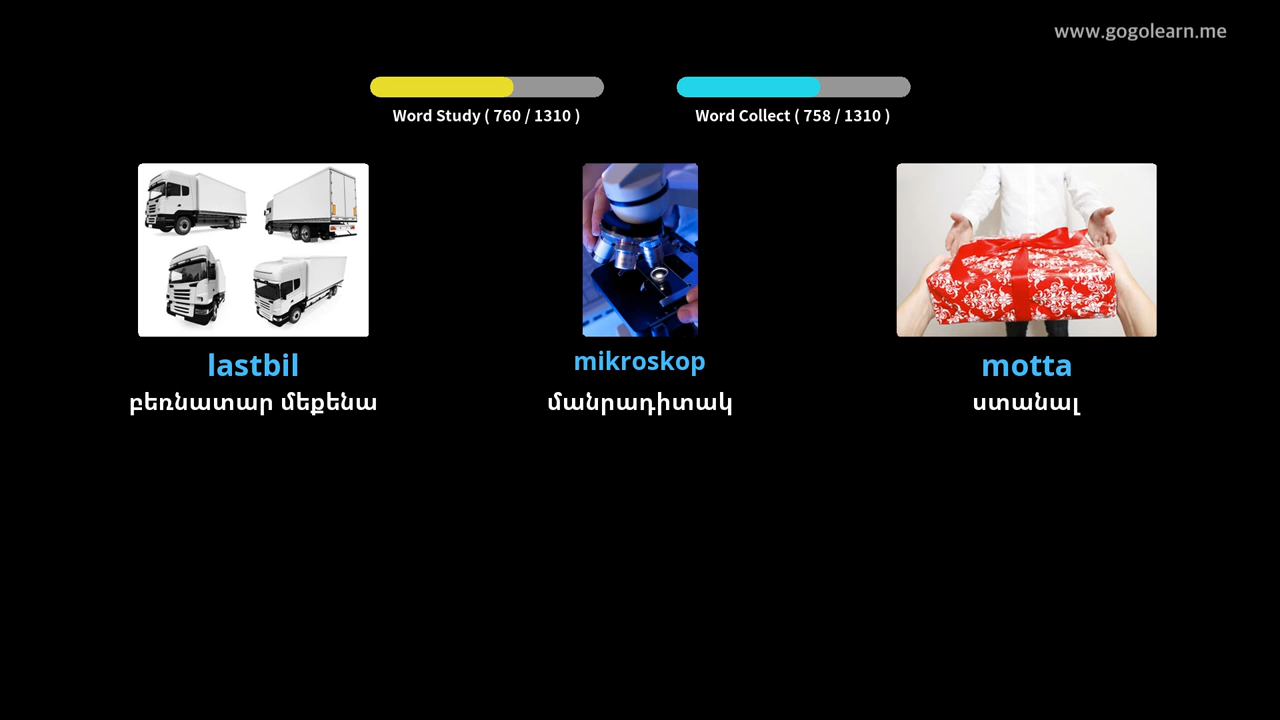 www.gogolearn.me
Word Study ( 760 / 1310 )
Word Collect ( 758 / 1310 )
lastbil
mikroskop
motta
բեռնատար մեքենա
մանրադիտակ
ստանալ